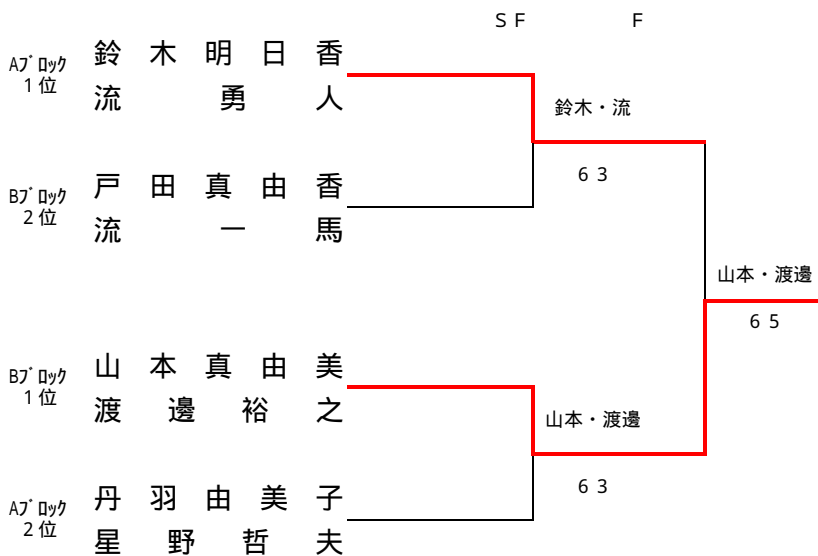 ＳＦ　Ｆ
Aﾌﾞﾛｯｸ
1位
鈴木明日香
流勇人
鈴木・流
６３
Bﾌﾞﾛｯｸ
2位
戸田真由香
流一馬
山本・渡邊
６５
Bﾌﾞﾛｯｸ
1位
山本真由美
渡邊裕之
山本・渡邊
６３
Aﾌﾞﾛｯｸ
2位
丹羽由美子
星野哲夫